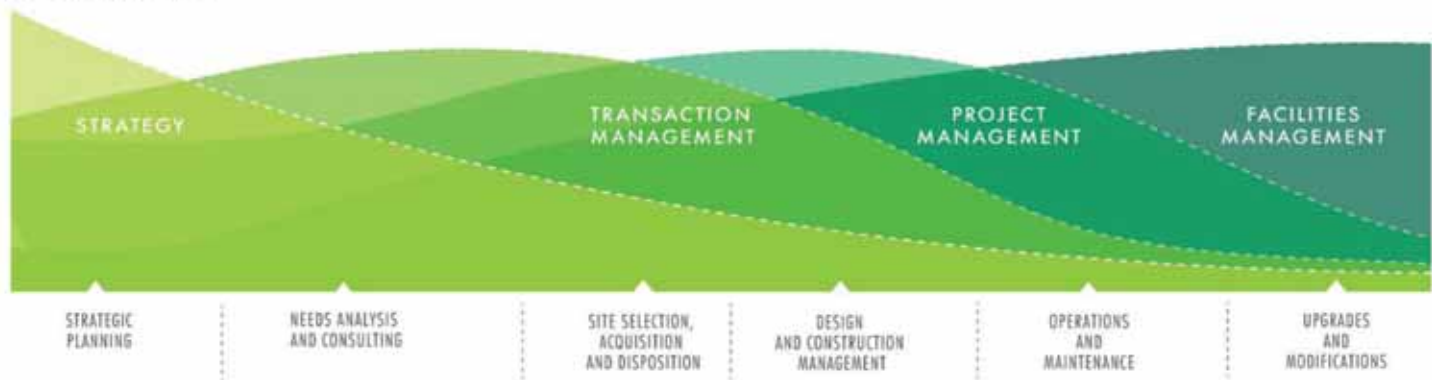 STRATEGY
TRANSACTION
MANAGEMENT
PROJECT
MANAGEMENT
FACILITIES
MANAGEMENT
STRATEGIC
PLANNING
NEEDS ANALYSIS
AND CONSULTING
SITE SELECTION,
ACQUISITION
AND DISPOSITION
DESIGN
AND CONSTRUCTION
MANAGEMENT
OPERATIONS
AND
MAINTENANCE
UPGRADES
AND
MODIFICATIONS